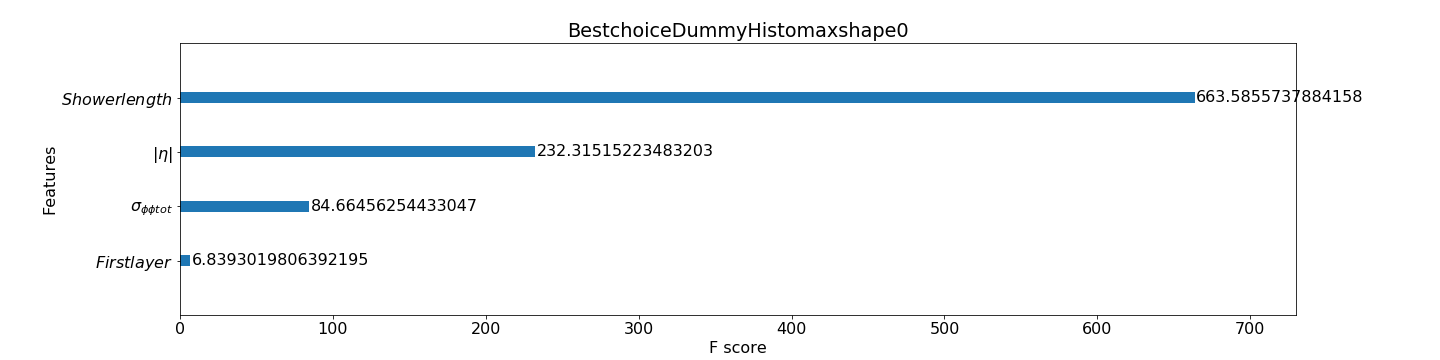 BestchoiceDummyHistomaxshape0
Showerlength
663.5855737884158
|η|
232.31515223483203
σϕϕtot
84.66456254433047
Firstlayer
6.8393019806392195
Features
0 100 200 300 400 500 600 700
F score